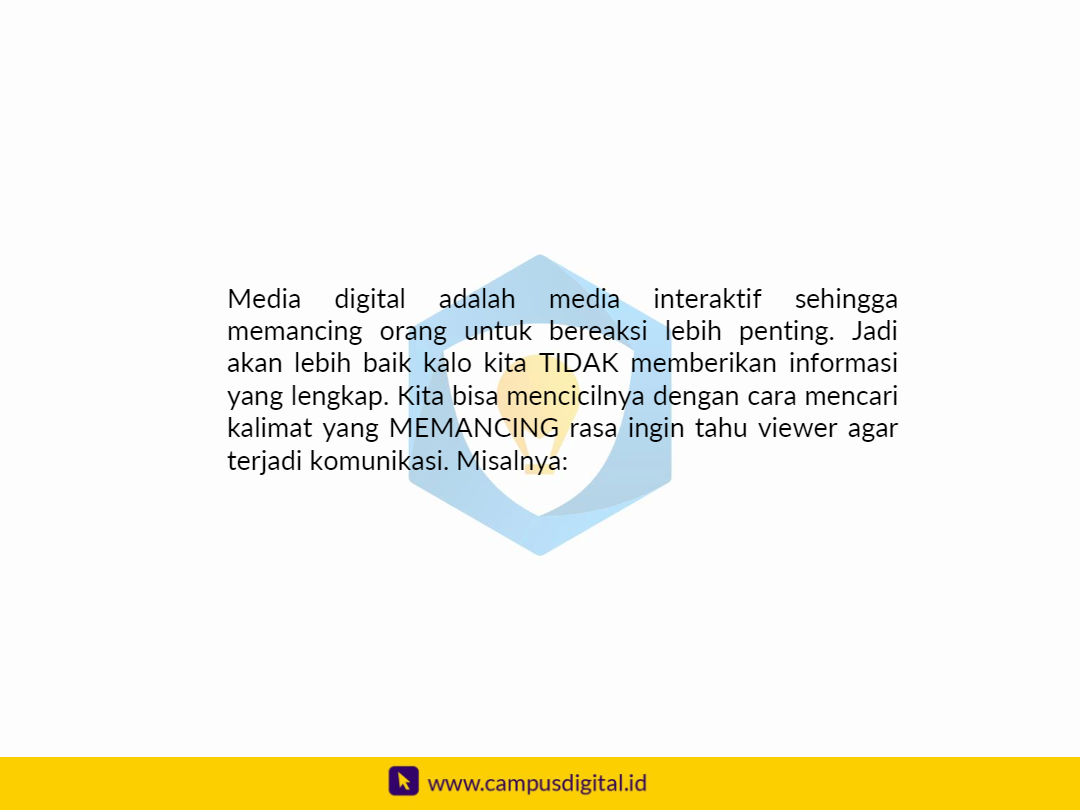 Media digital adalah media interaktif sehingga
memancing orang untuk bereaksi lebih penting. Jadi
akan lebih baik kalo kita TIDAK memberikan informasi
yang lengkap. Kita bisa mencicilnya dengan cara mencari
kalimat yang MEMANCING rasa ingin tahu viewer agar
terjadi komunikasi. Misalnya:
www.campusdigital.id